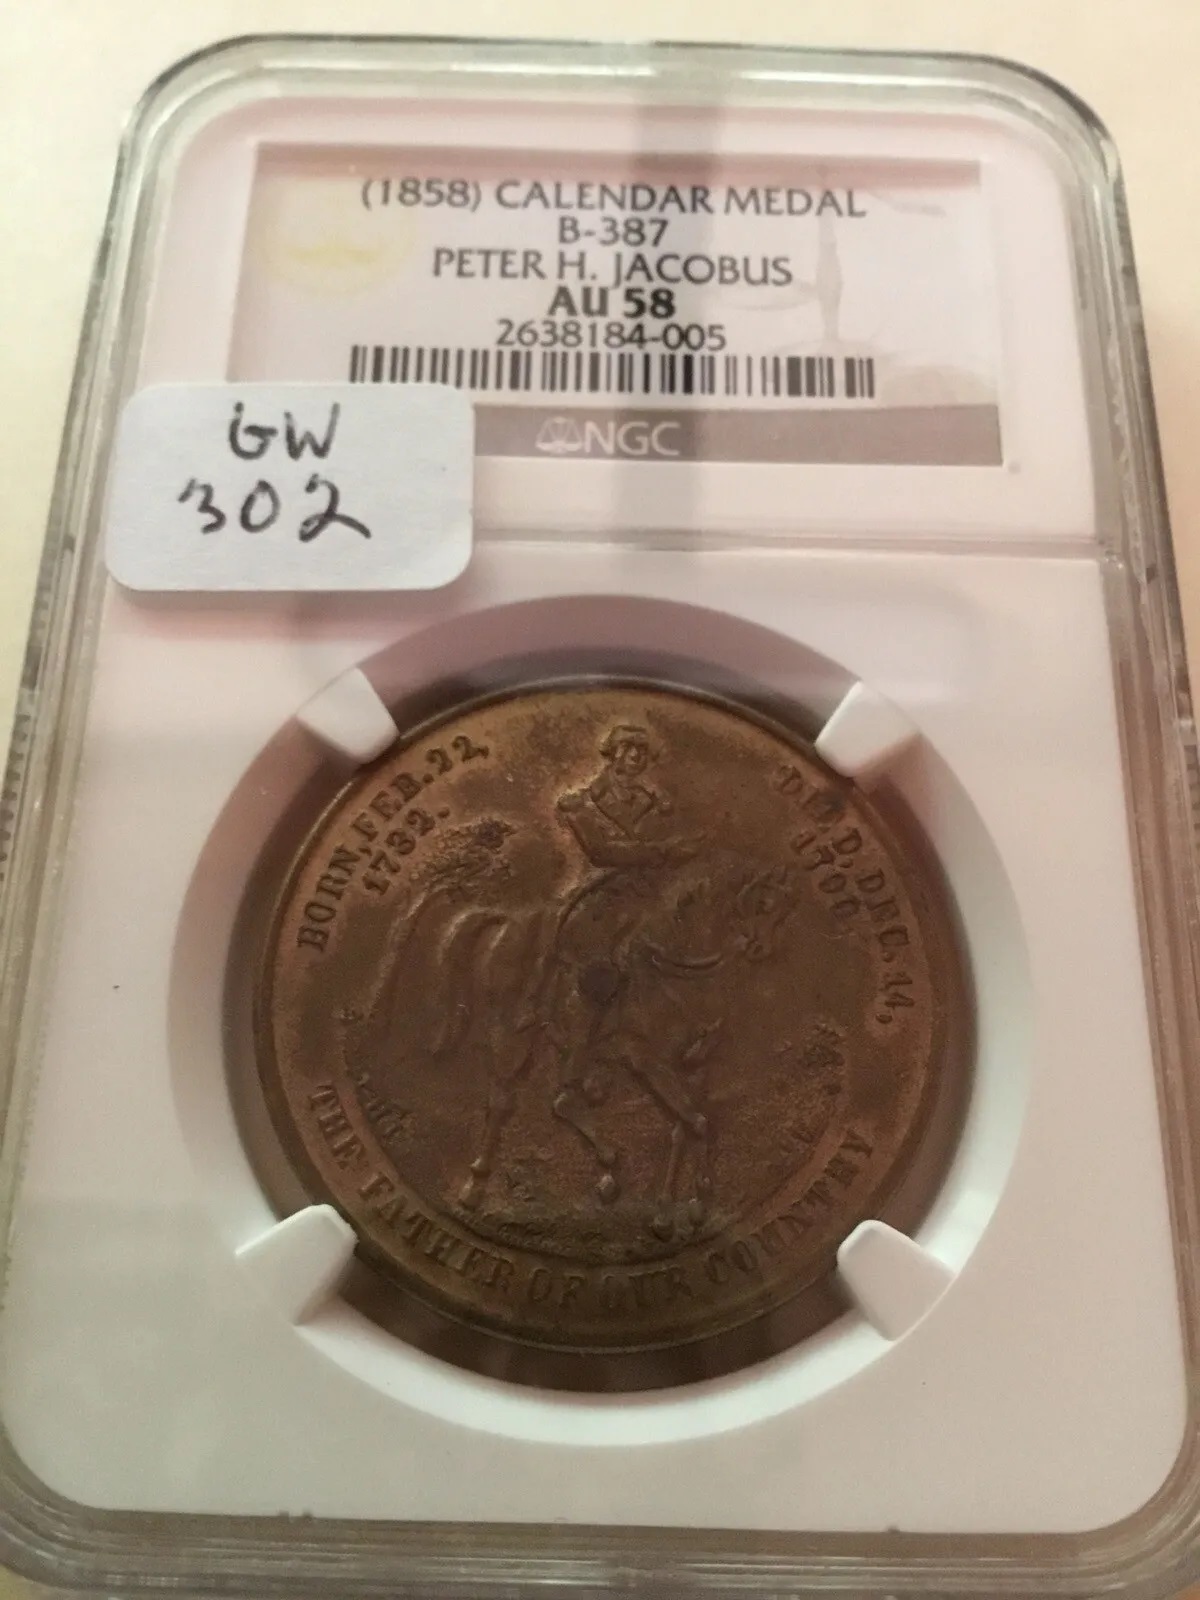 (1858) CALENDAR MEDAL
B-387
PETER H. JACOBUS
AU 58
2638184-005
NGC
GW
302
BORN, FEB. 22,
1732.
DIED, DEC. 14,
1799
THE FATHER OF OUR COUNTRY